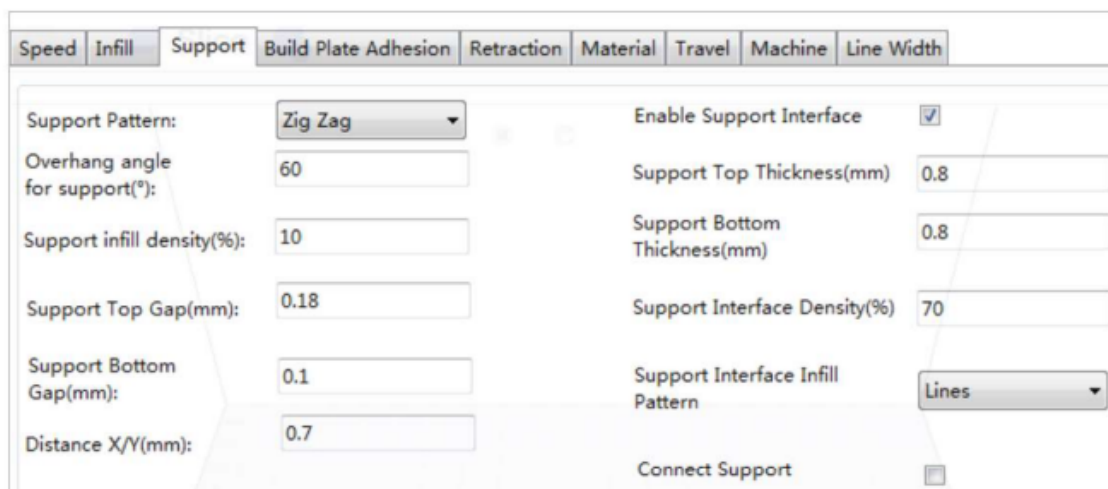 Speed Infill Support Build Plate Adhesion Retraction Material Travel Machine Line Width
Support Pattern: Zig Zag
Overhang angle
for support(°): 60
Support infill density(%): 10
Support Top Gap(mm): 0.18
Support Bottom
Gap(mm): 0.1
Distance X/Y(mm): 0.7
Enable Support Interface
Support Top Thickness(mm) 0.8
Support Bottom
Thickness(mm) 0.8
Support Interface Density(%) 70
Support Interface Infill
Pattern Lines
Connect Support